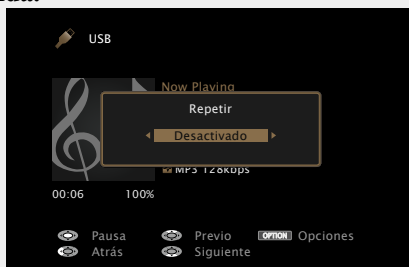 USB
Now Playing
Repetir
Desactivado
MP3 128kbps
00:06 100%
Pausa Previo OPTION Opciones
Atrás Siguiente